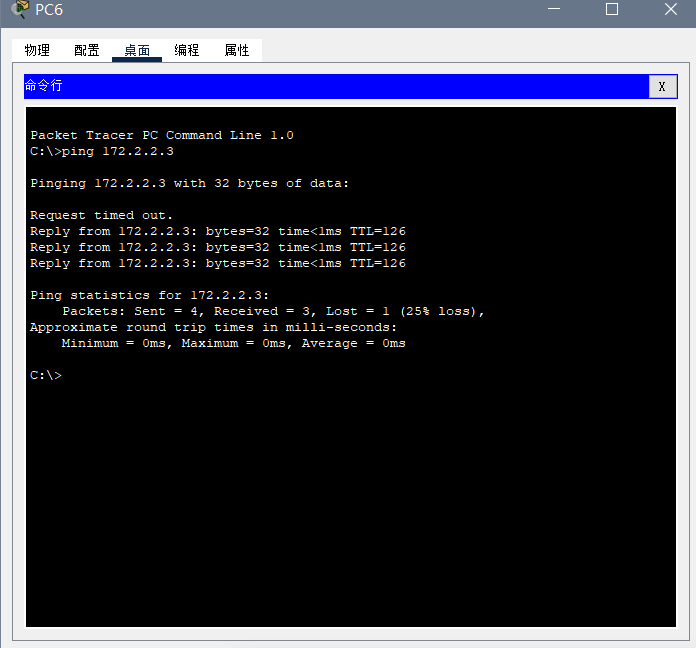 PC6
物理 配置 桌面 编程 属性
命令行
X
Packet Tracer PC Command Line 1.0
C:\>ping 172.2.2.3
Pinging 172.2.2.3 with 32 bytes of data:
Request timed out.
Reply from 172.2.2.3: bytes=32 time<1ms TTL=126
Reply from 172.2.2.3: bytes=32 time<1ms TTL=126
Reply from 172.2.2.3: bytes=32 time<1ms TTL=126
Ping statistics for 172.2.2.3:
Packets: Sent = 4, Received = 3, Lost = 1 (25% loss),
Approximate round trip times in milli-seconds:
Minimum = 0ms, Maximum = 0ms, Average = 0ms
C:\>